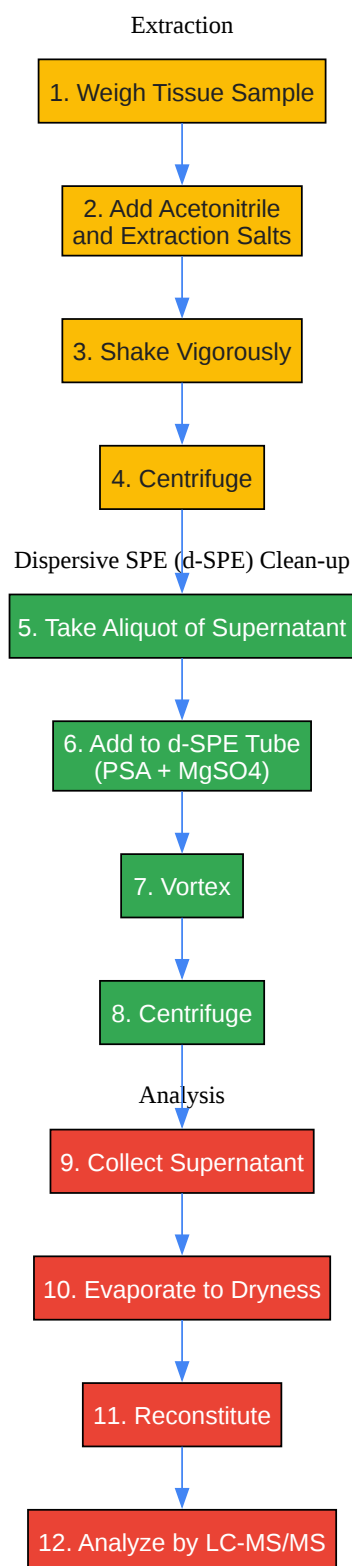 Extraction
1. Weigh Tissue Sample
2. Add Acetonitrile
and Extraction Salts
3. Shake Vigorously
4. Centrifuge
Dispersive SPE (d-SPE) Clean-up
5. Take Aliquot of Supernatant
6. Add to d-SPE Tube
(PSA + MgSO4)
7. Vortex
8. Centrifuge
Analysis
9. Collect Supernatant
10. Evaporate to Dryness
11. Reconstitute
12. Analyze by LC-MS/MS